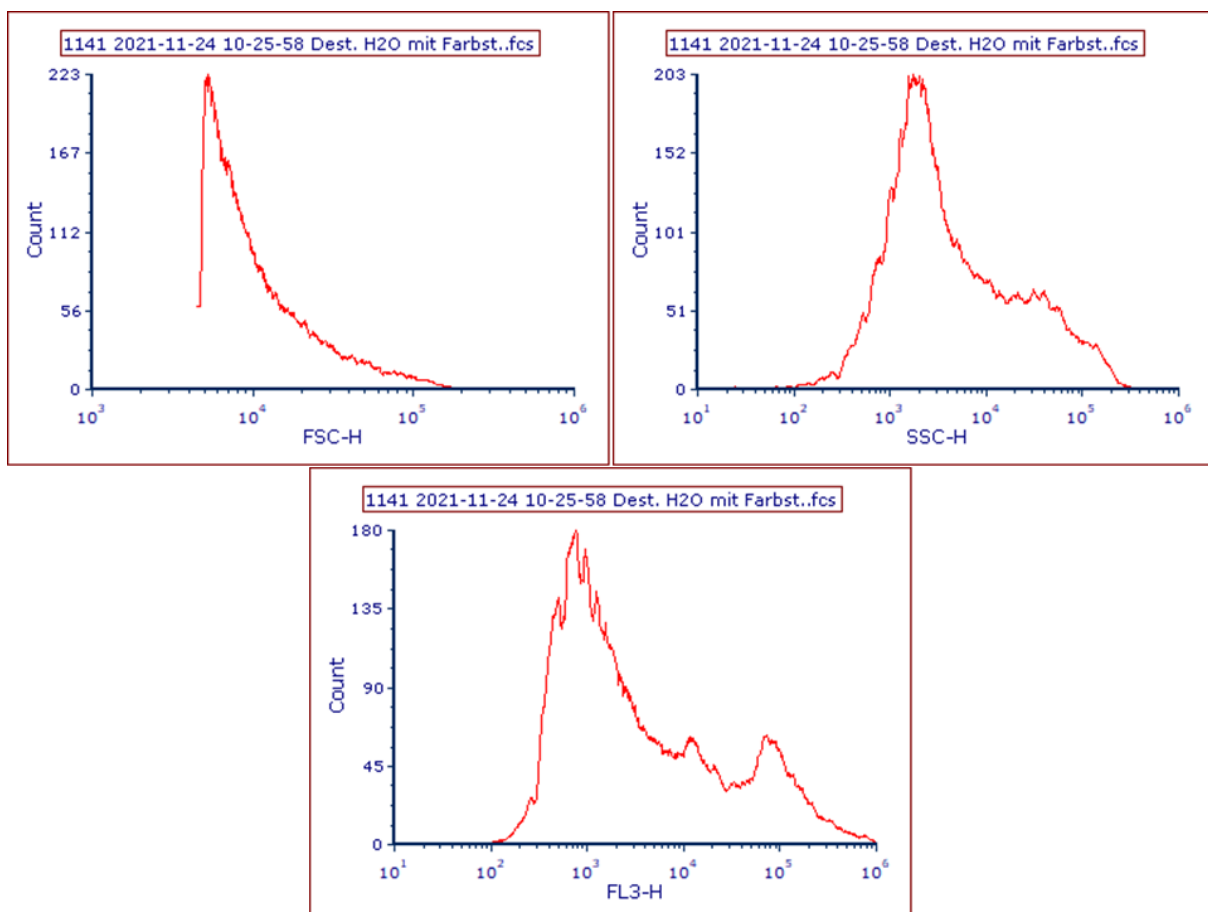 1141 2021-11-24 10-25-58 Dest. H2O mit Farbst..fcs
223
167
112
56
0
Count
10^3 10^4 10^5 10^6
FSC-H
1141 2021-11-24 10-25-58 Dest. H2O mit Farbst..fcs
203
152
101
51
0
Count
10^1 10^2 10^3 10^4 10^5 10^6
SSC-H
1141 2021-11-24 10-25-58 Dest. H2O mit Farbst..fcs
180
135
90
45
0
Count
10^1 10^2 10^3 10^4 10^5 10^6
FL3-H